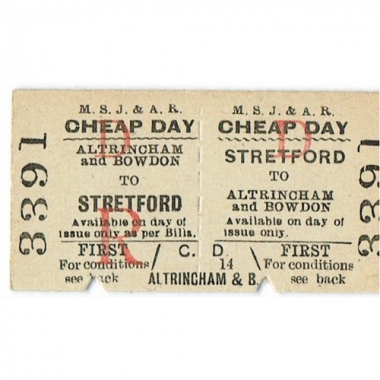 3391
M. S. J. & A. R.
CHEAP DAY
ALTRINCHAM
and BOWDON
TO
STRETFORD
Available on day of
issue only as per Bills.
FIRST / C.
For conditions
see back
D
R
M. S. J. & A. R.
CHEAP DAY
STRETFORD
TO
ALTRINCHAM
and BOWDON
Available on day of
issue only.
D \ FIRST
14 For conditions
see back
D
ALTRINCHAM & B.
3391